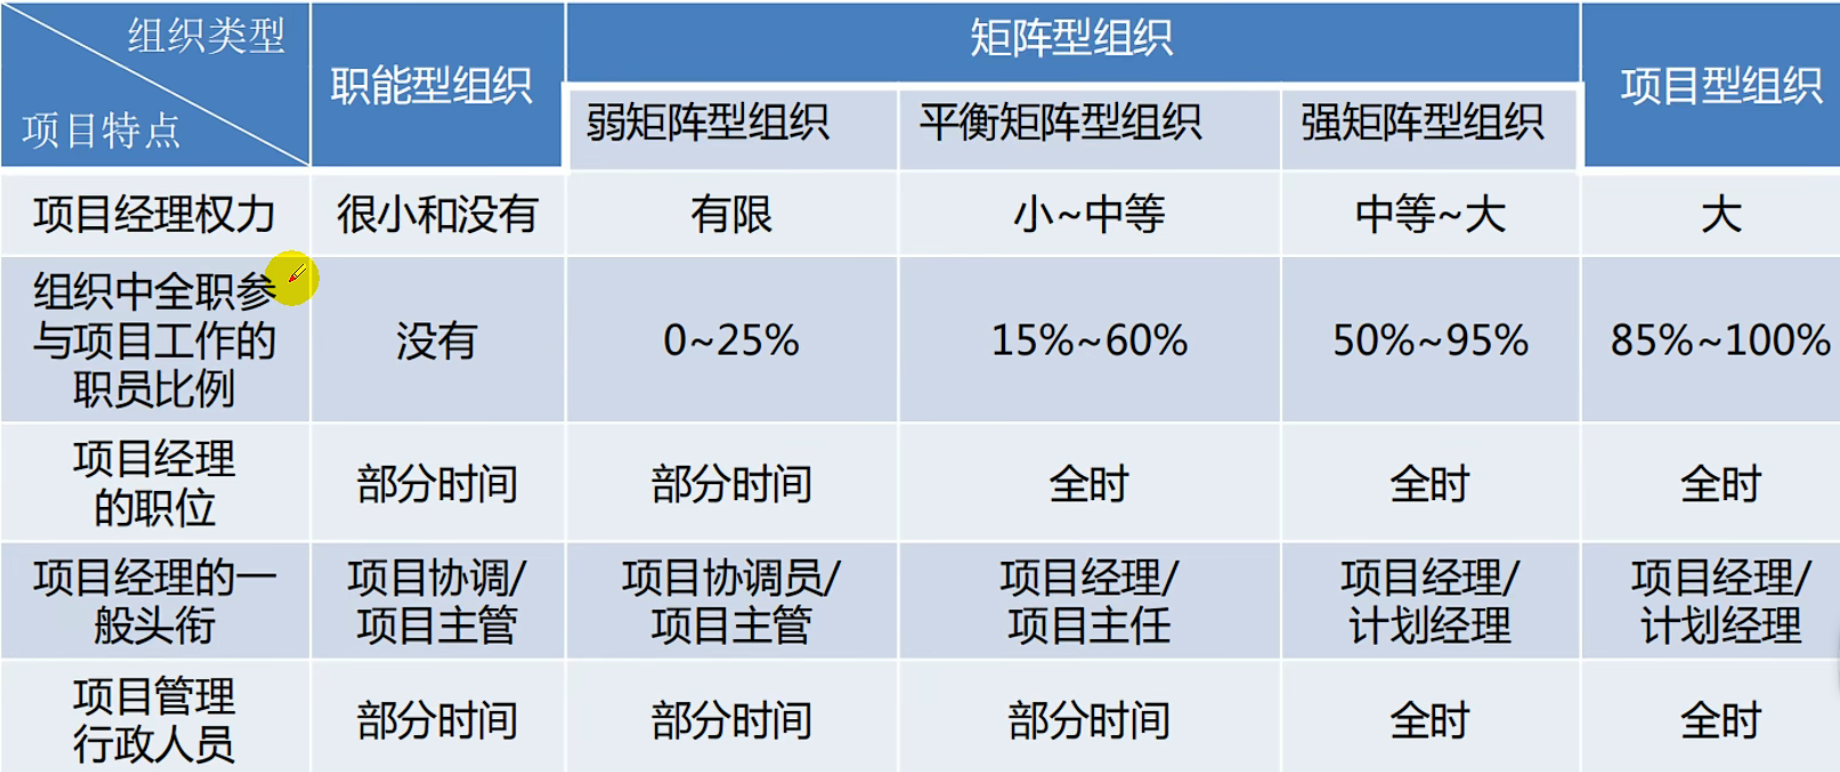 组织类型
项目特点
职能型组织
矩阵型组织
项目型组织
弱矩阵型组织
平衡矩阵型组织
强矩阵型组织
项目经理权力
很小和没有
有限
小~中等
中等~大
大
组织中全职参
与项目工作的
职员比例
没有
0~25%
15%~60%
50%~95%
85%~100%
项目经理
的职位
部分时间
部分时间
全时
全时
全时
项目经理的一
般头衔
项目协调/
项目主管
项目协调员/
项目主管
项目经理/
项目主任
项目经理/
计划经理
项目经理/
计划经理
项目管理
行政人员
部分时间
部分时间
部分时间
全时
全时